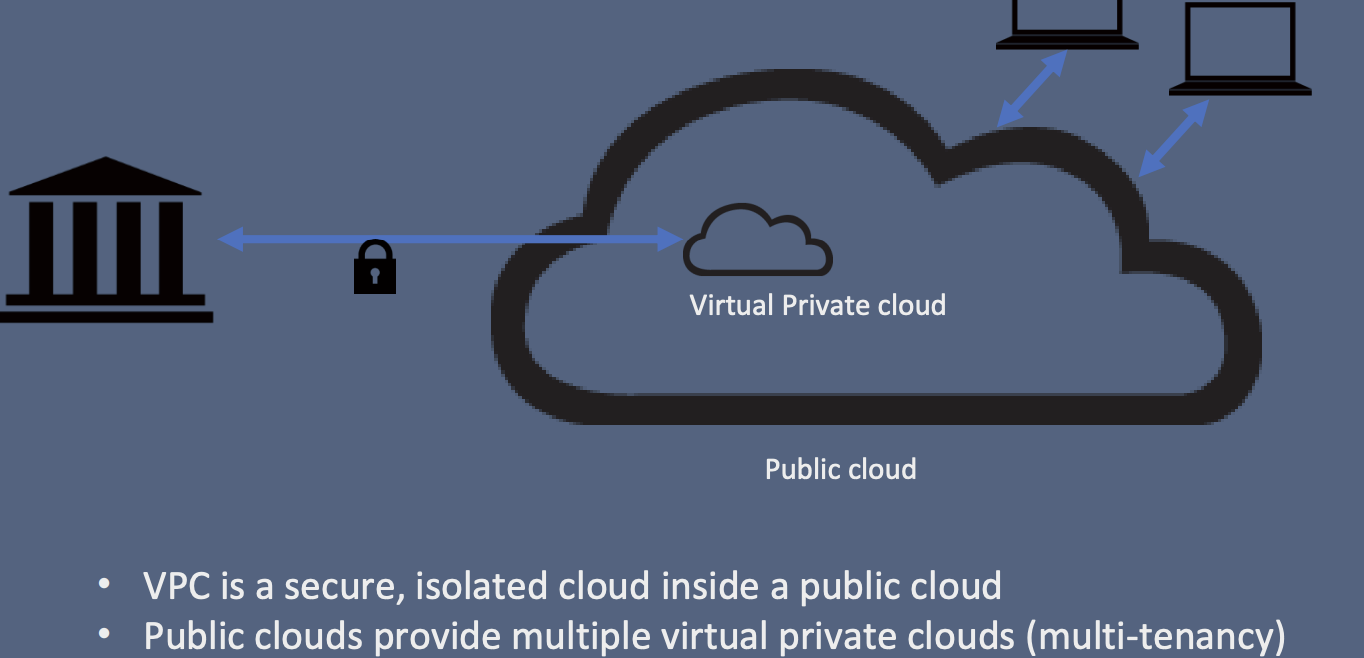 Virtual Private cloud
Public cloud
• VPC is a secure, isolated cloud inside a public cloud
• Public clouds provide multiple virtual private clouds (multi-tenancy)